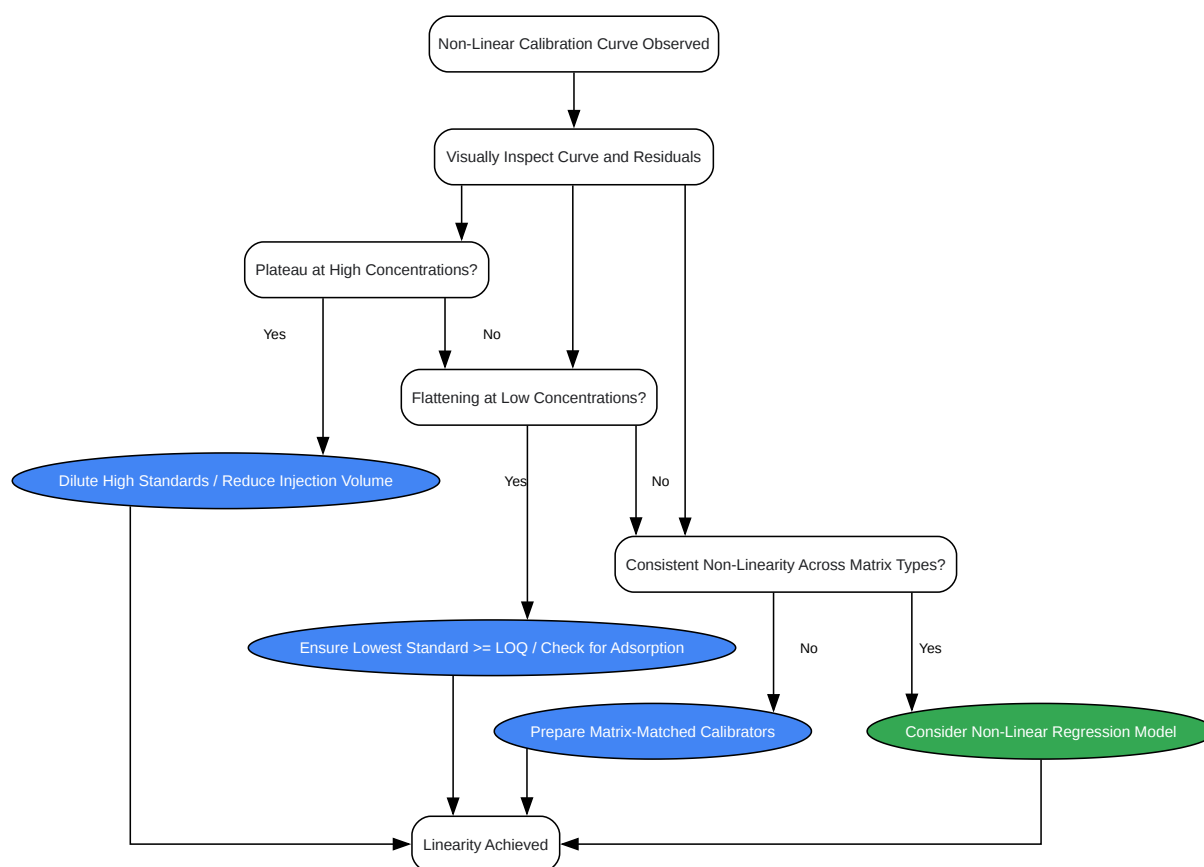 Non-Linear Calibration Curve Observed
Visually Inspect Curve and Residuals
Plateau at High Concentrations?
Yes
No
Flattening at Low Concentrations?
Dilute High Standards / Reduce Injection Volume
Yes
No
Consistent Non-Linearity Across Matrix Types?
Ensure Lowest Standard >= LOQ / Check for Adsorption
No
Yes
Prepare Matrix-Matched Calibrators
Consider Non-Linear Regression Model
Linearity Achieved